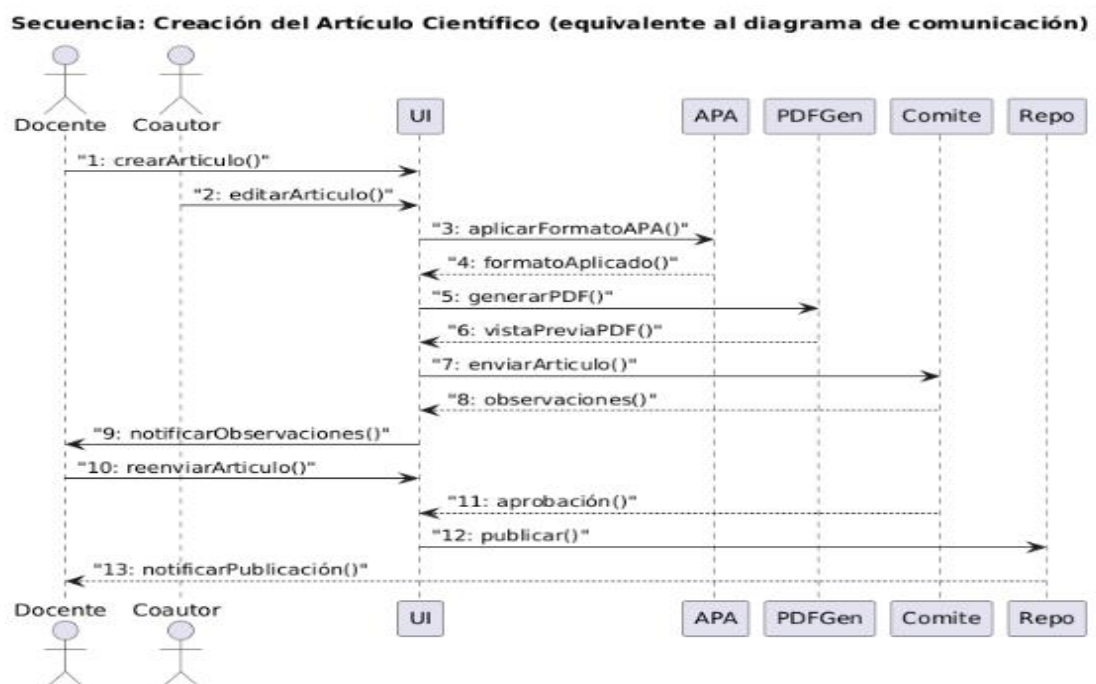 Secuencia: Creación del Artículo Científico (equivalente al diagrama de comunicación)
Docente Coautor UI APA PDFGen Comite Repo
"1: crearArticulo()"
"2: editarArticulo()"
"3: aplicarFormatoAPA()"
"4: formatoAplicado()"
"5: generarPDF()"
"6: vistaPreviaPDF()"
"7: enviarArticulo()"
"8: observaciones()"
"9: notificarObservaciones()"
"10: reenviarArticulo()"
"11: aprobación()"
"12: publicar()"
"13: notificarPublicación()"
Docente Coautor UI APA PDFGen Comite Repo